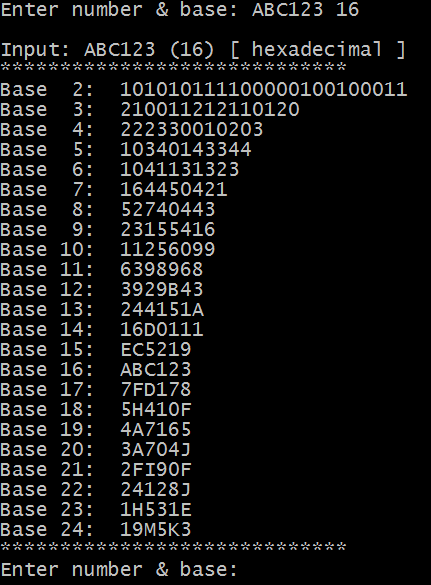 Enter number & base: ABC123 16
Input: ABC123 (16) [ hexadecimal ]
*****************************
Base  2:  101010111100000100100011
Base  3:  210011212110120
Base  4:  222330010203
Base  5:  10340143344
Base  6:  1041131323
Base  7:  164450421
Base  8:  52740443
Base  9:  23155416
Base 10:  11256099
Base 11:  6398968
Base 12:  3929B43
Base 13:  244151A
Base 14:  16D0111
Base 15:  EC5219
Base 16:  ABC123
Base 17:  7FD178
Base 18:  5H410F
Base 19:  4A7165
Base 20:  3A704J
Base 21:  2FI90F
Base 22:  24128J
Base 23:  1H531E
Base 24:  19M5K3
*****************************
Enter number & base: